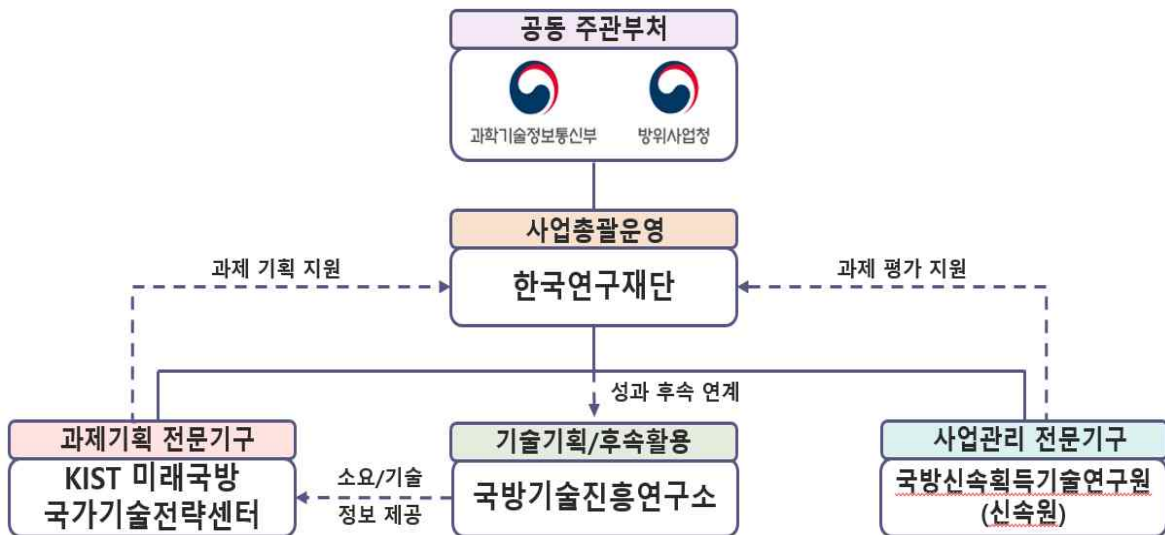 공동 주관부처
과학기술정보통신부
방위사업청
사업총괄운영
한국연구재단
과제 기획 지원
과제 평가 지원
성과 후속 연계
과제기획 전문기구
KIST 미래국방
국가기술전략센터
소요/기술
정보 제공
기술기획/후속활용
국방기술진흥연구소
사업관리 전문기구
국방신속획득기술연구원
(신속원)